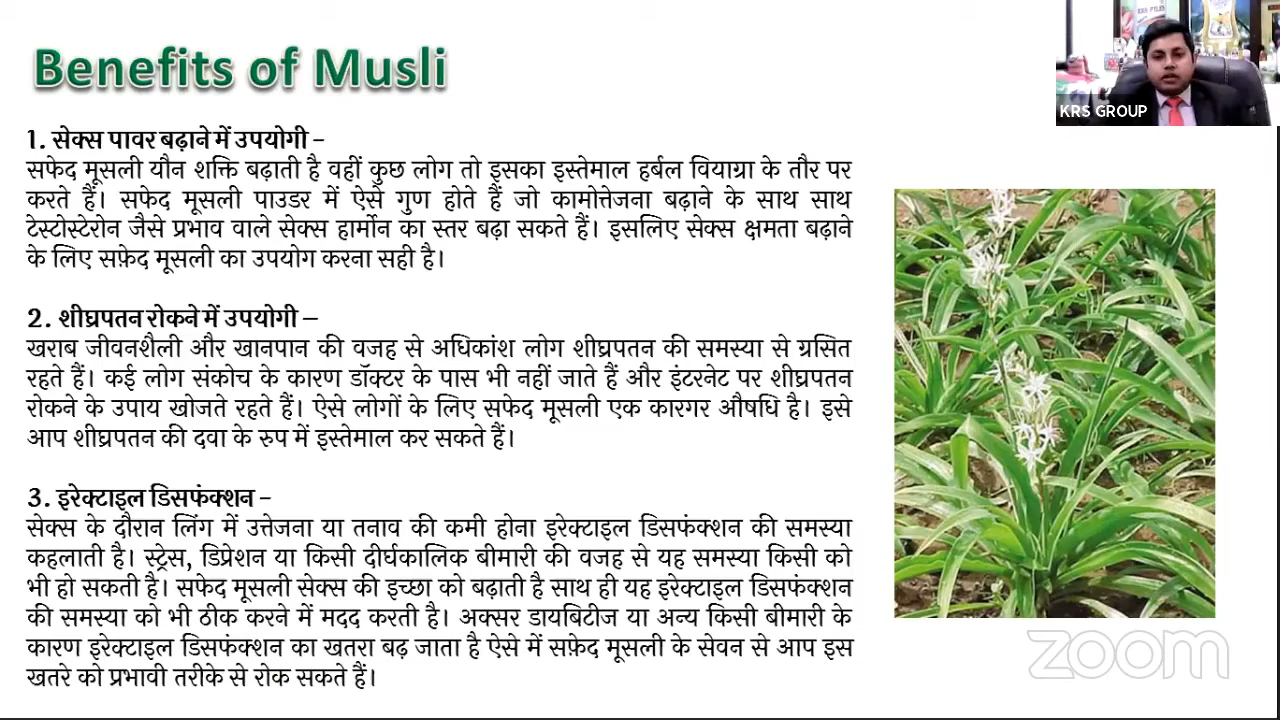 Benefits of Musli
KRS GROUP
1. सेक्स पावर बढ़ाने में उपयोगी –
सफेद मूसली यौन शक्ति बढ़ाती है वहीं कुछ लोग तो इसका इस्तेमाल हर्बल वियाग्रा के तौर पर
करते हैं। सफेद मूसली पाउडर में ऐसे गुण होते हैं जो कामोत्तेजना बढ़ाने के साथ साथ
टेस्टोस्टेरोन जैसे प्रभाव वाले सेक्स हार्मोन का स्तर बढ़ा सकते हैं। इसलिए सेक्स क्षमता बढ़ाने
के लिए सफ़ेद मूसली का उपयोग करना सही है।
2. शीघ्रपतन रोकने में उपयोगी –
खराब जीवनशैली और खानपान की वजह से अधिकांश लोग शीघ्रपतन की समस्या से ग्रसित
रहते हैं। कई लोग संकोच के कारण डॉक्टर के पास भी नहीं जाते हैं और इंटरनेट पर शीघ्रपतन
रोकने के उपाय खोजते रहते हैं। ऐसे लोगों के लिए सफेद मूसली एक कारगर औषधि है। इसे
आप शीघ्रपतन की दवा के रुप में इस्तेमाल कर सकते हैं।
3. इरेक्टाइल डिसफंक्शन –
सेक्स के दौरान लिंग में उत्तेजना या तनाव की कमी होना इरेक्टाइल डिसफंक्शन की समस्या
कहलाती है। स्ट्रेस, डिप्रेशन या किसी दीर्घकालिक बीमारी की वजह से यह समस्या किसी को
भी हो सकती है। सफेद मूसली सेक्स की इच्छा को बढ़ाती है साथ ही यह इरेक्टाइल डिसफंक्शन
की समस्या को भी ठीक करने में मदद करती है। अक्सर डायबिटीज या अन्य किसी बीमारी के
कारण इरेक्टाइल डिसफंक्शन का खतरा बढ़ जाता है ऐसे में सफ़ेद मूसली के सेवन से आप इस
खतरे को प्रभावी तरीके से रोक सकते हैं।
zoom